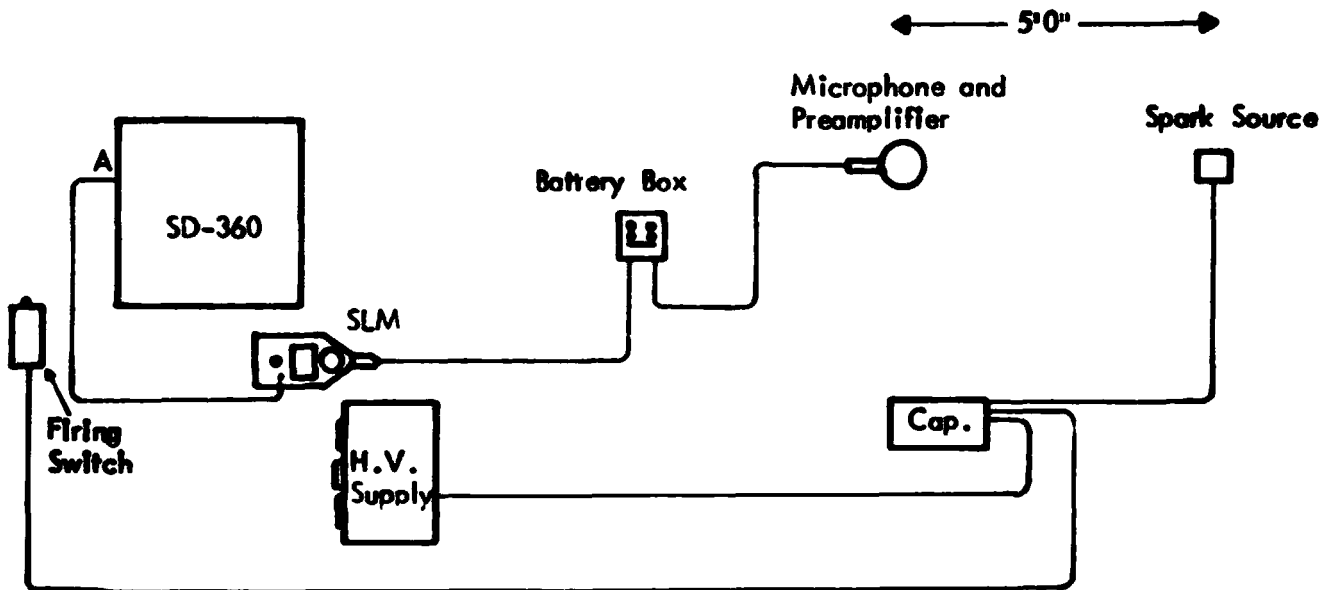 5'0"
Microphone and
Preamplifier
Spark Source
A
Battery Box
SD-360
SLM
Firing
Switch
H.V.
Supply
Cap.